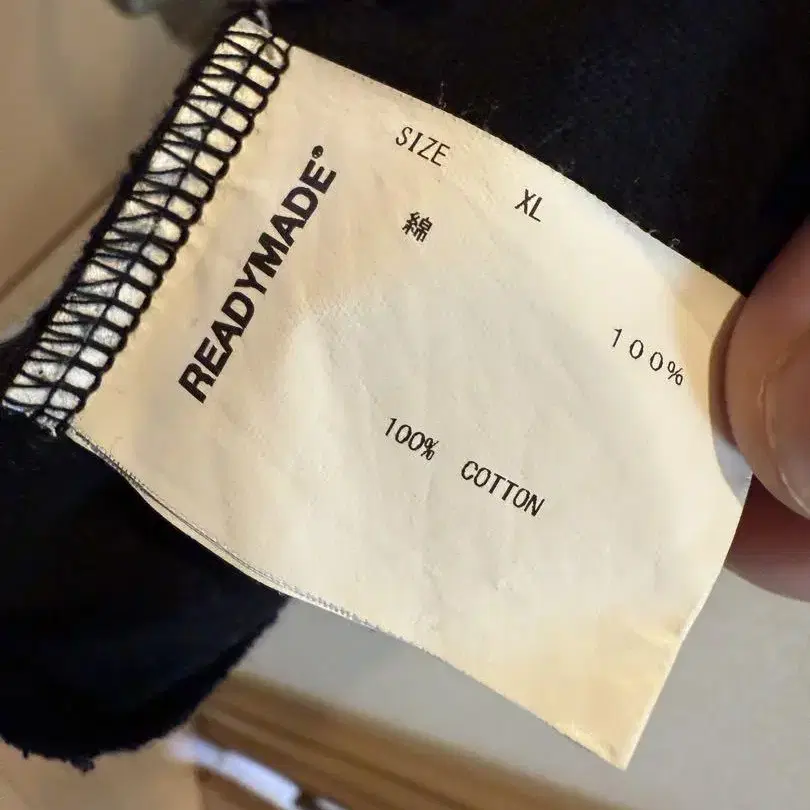 READYMADE®
SIZE XL
綿 100%
100% COTTON